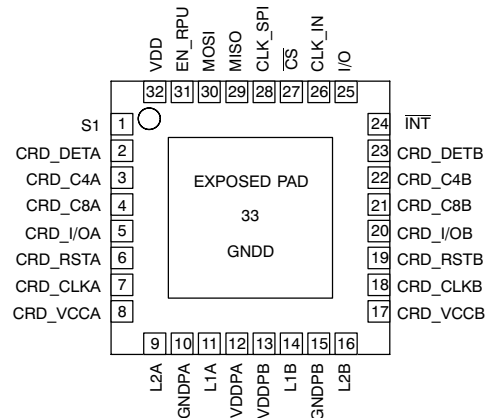 VDD
EN_RPU
MOSI
MISO
CLK_SPI
CS
CLK_IN
I/O
32 31 30 29 28 27 26 25
S1 1
CRD_DETA 2
CRD_C4A 3
CRD_C8A 4
CRD_I/OA 5
CRD_RSTA 6
CRD_CLKA 7
CRD_VCCA 8
EXPOSED PAD
33
GNDD
24 INT
23 CRD_DETB
22 CRD_C4B
21 CRD_C8B
20 CRD_I/OB
19 CRD_RSTB
18 CRD_CLKB
17 CRD_VCCB
9 10 11 12 13 14 15 16
L2A
GNDPA
L1A
VDDPA
VDDPB
L1B
GNDPB
L2B